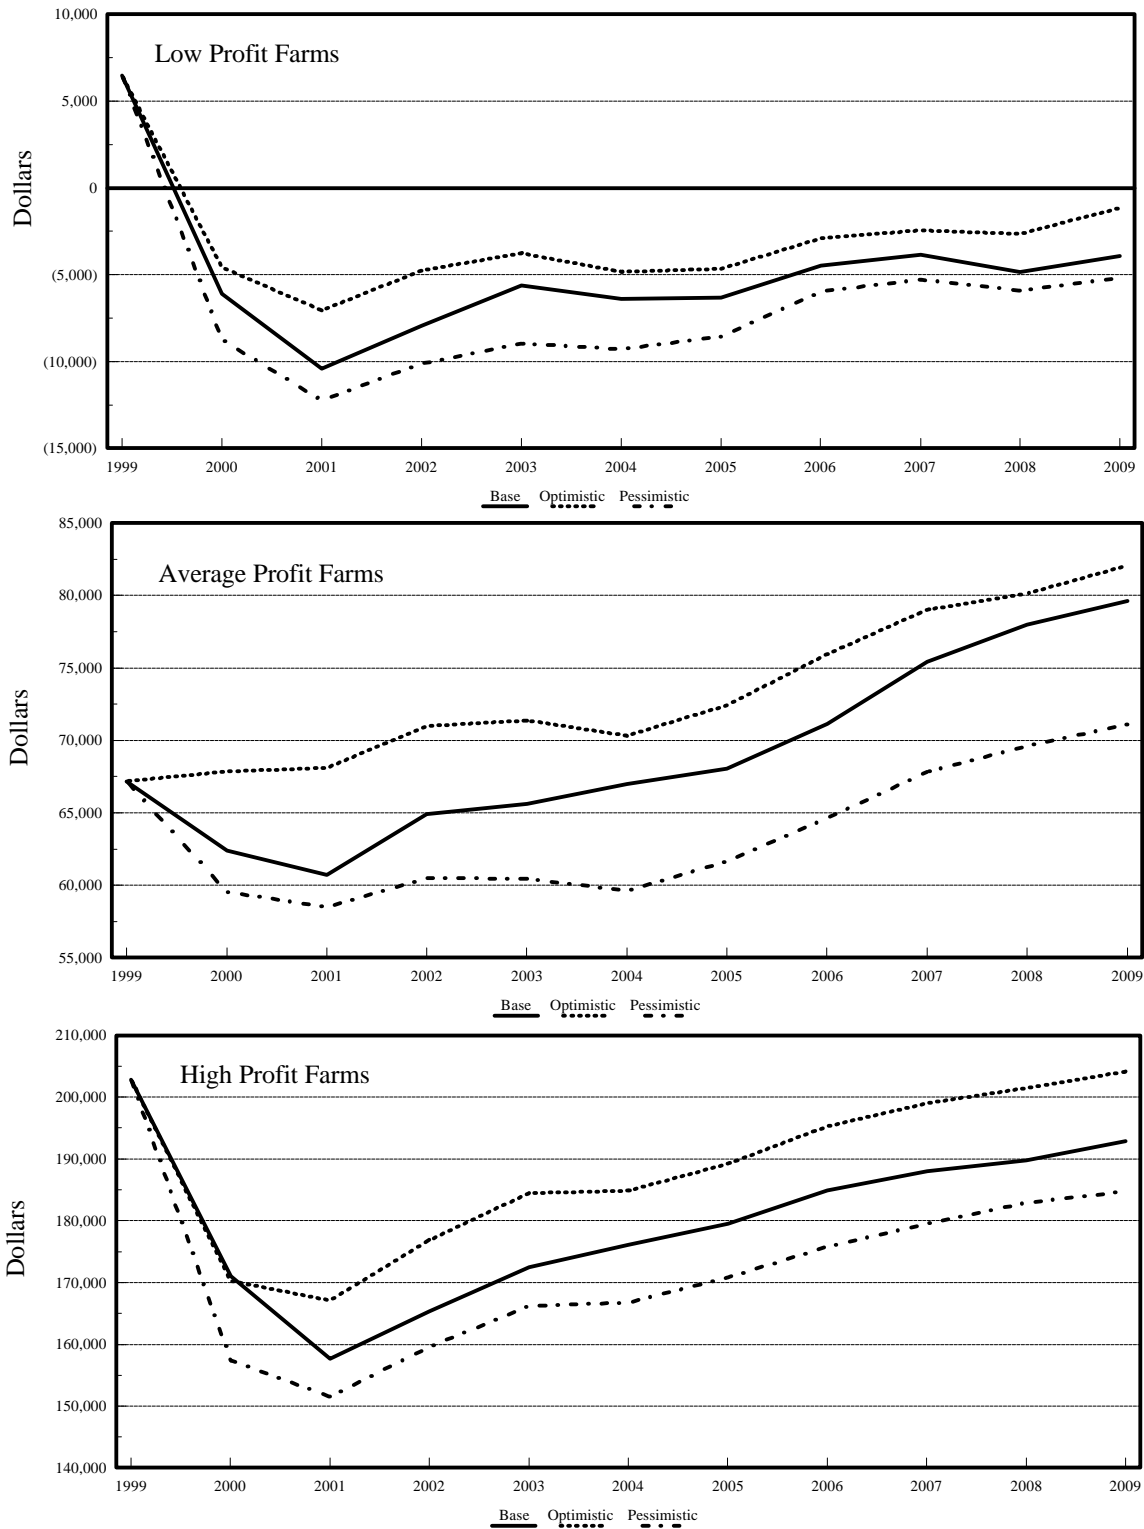 10,000
Low Profit Farms
5,000
Dollars
0
(5,000)
(10,000)
(15,000)
1999 2000 2001 2002 2003 2004 2005 2006 2007 2008 2009
Base Optimistic Pessimistic
85,000
Average Profit Farms
80,000
75,000
Dollars
70,000
65,000
60,000
55,000
1999 2000 2001 2002 2003 2004 2005 2006 2007 2008 2009
Base Optimistic Pessimistic
210,000
High Profit Farms
200,000
190,000
Dollars
180,000
170,000
160,000
150,000
140,000
1999 2000 2001 2002 2003 2004 2005 2006 2007 2008 2009
Base Optimistic Pessimistic